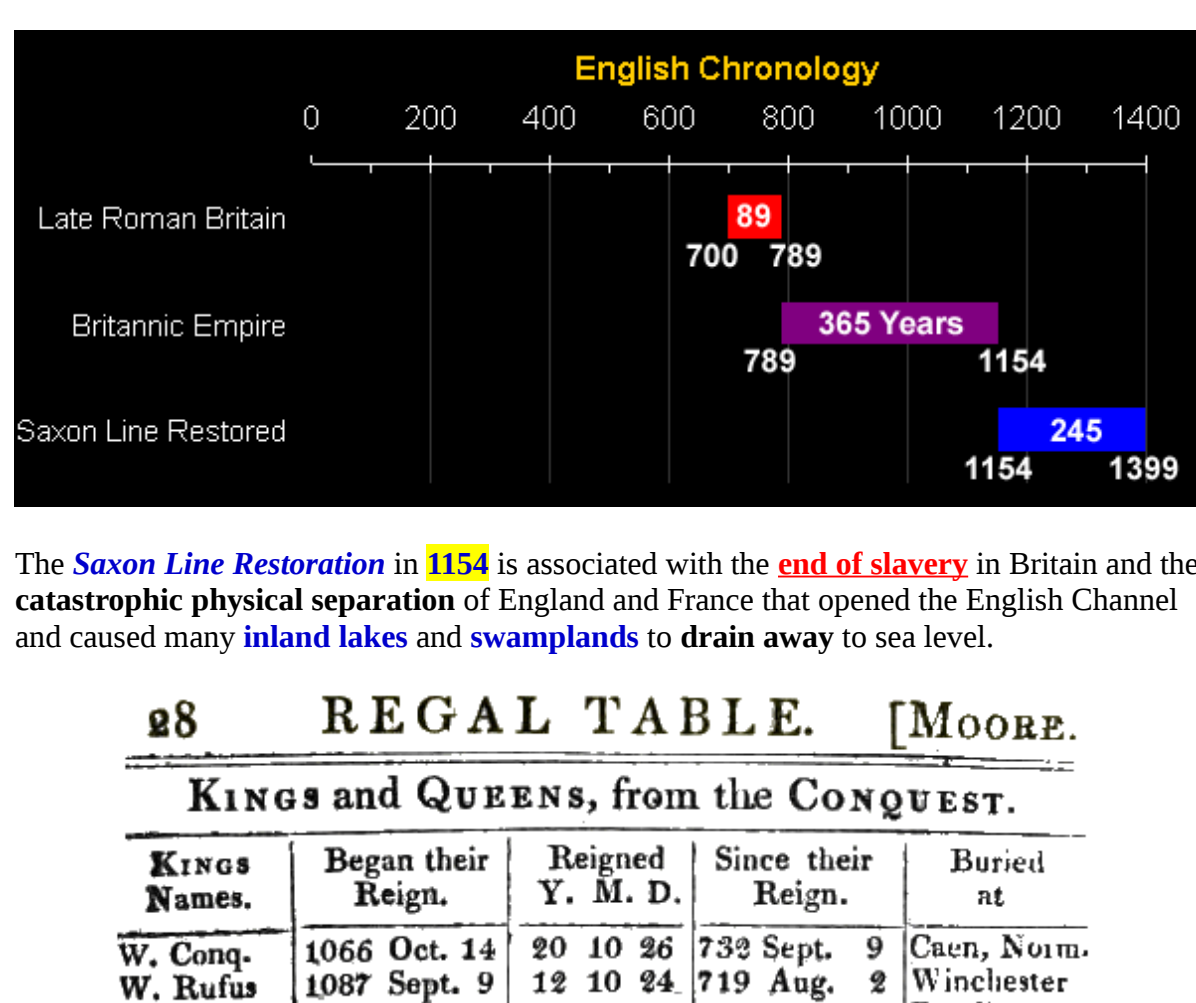 English Chronology
0 200 400 600 800 1000 1200 1400
Late Roman Britain 89
700 789
Britannic Empire 365 Years
789 1154
Saxon Line Restored 245
1154 1399
The Saxon Line Restoration in 1154 is associated with the end of slavery in Britain and the
catastrophic physical separation of England and France that opened the English Channel
and caused many inland lakes and swamplands to drain away to sea level.
28 REGAL TABLE. [MOORE.
KINGS and QUEENS, from the CONQUEST.
KINGS Began their Reigned Since their Buried
Names. Reign. Y. M. D. Reign. at
W. Conq. 1066 Oct. 14 20 10 26 732 Sept. 9 Caen, Norm.
W. Rufus 1087 Sept. 9 12 10 24 719 Aug. 2 Winchester